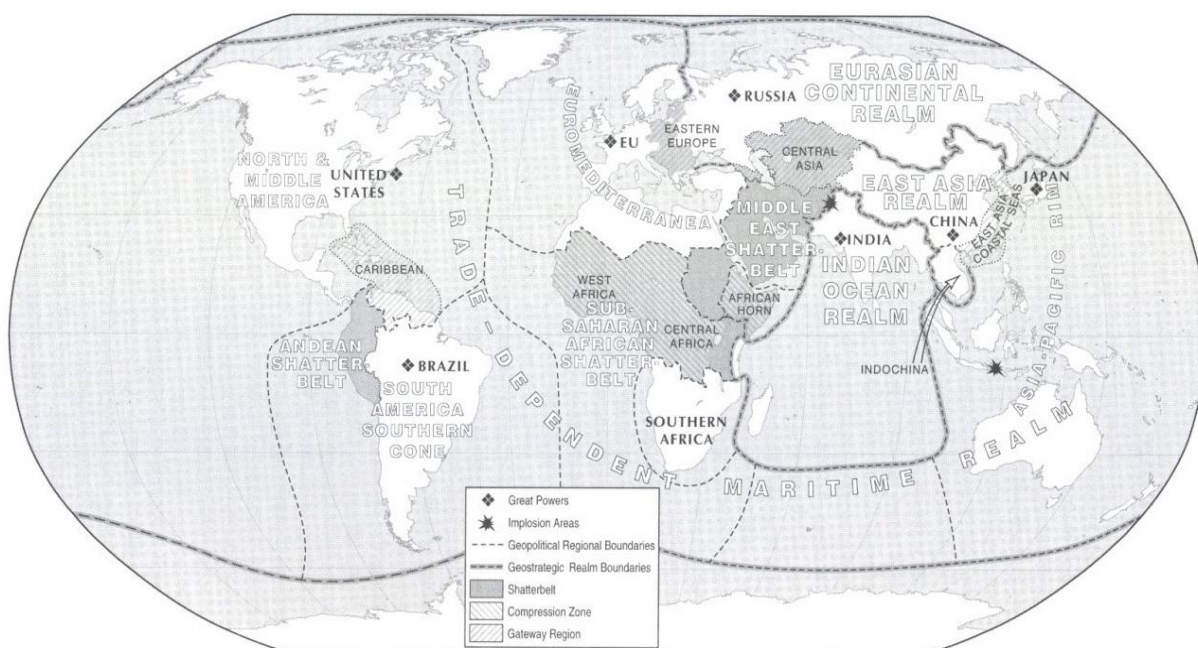 EURASIAN
CONTINENTAL
REALM
RUSSIA
EASTERN
EUROPE
EU
CENTRAL
ASIA
NORTH &
MIDDLE
AMERICA
UNITED
STATES
EUROMEDITERRANEA
EAST ASIA
REALM
JAPAN
CHINA
EAST ASIA
COASTAL SEAS
MIDDLE
EAST
SHATTER-
BELT
INDIA
INDIAN
OCEAN
REALM
CARIBBEAN
WEST
AFRICA
AFRICAN
HORN
SUB-
SAHARAN
AFRICAN
SHATTER-
BELT
CENTRAL
AFRICA
INDOCHINA
ASIA-PACIFIC RIM
ANDEAN
SHATTER-
BELT
BRAZIL
SOUTH
AMERICA
SOUTHERN
CONE
SOUTHERN
AFRICA
TRADE-DEPENDENT MARITIME REALM
Great Powers
Implosion Areas
Geopolitical Regional Boundaries
Geostrategic Realm Boundaries
Shatterbelt
Compression Zone
Gateway Region